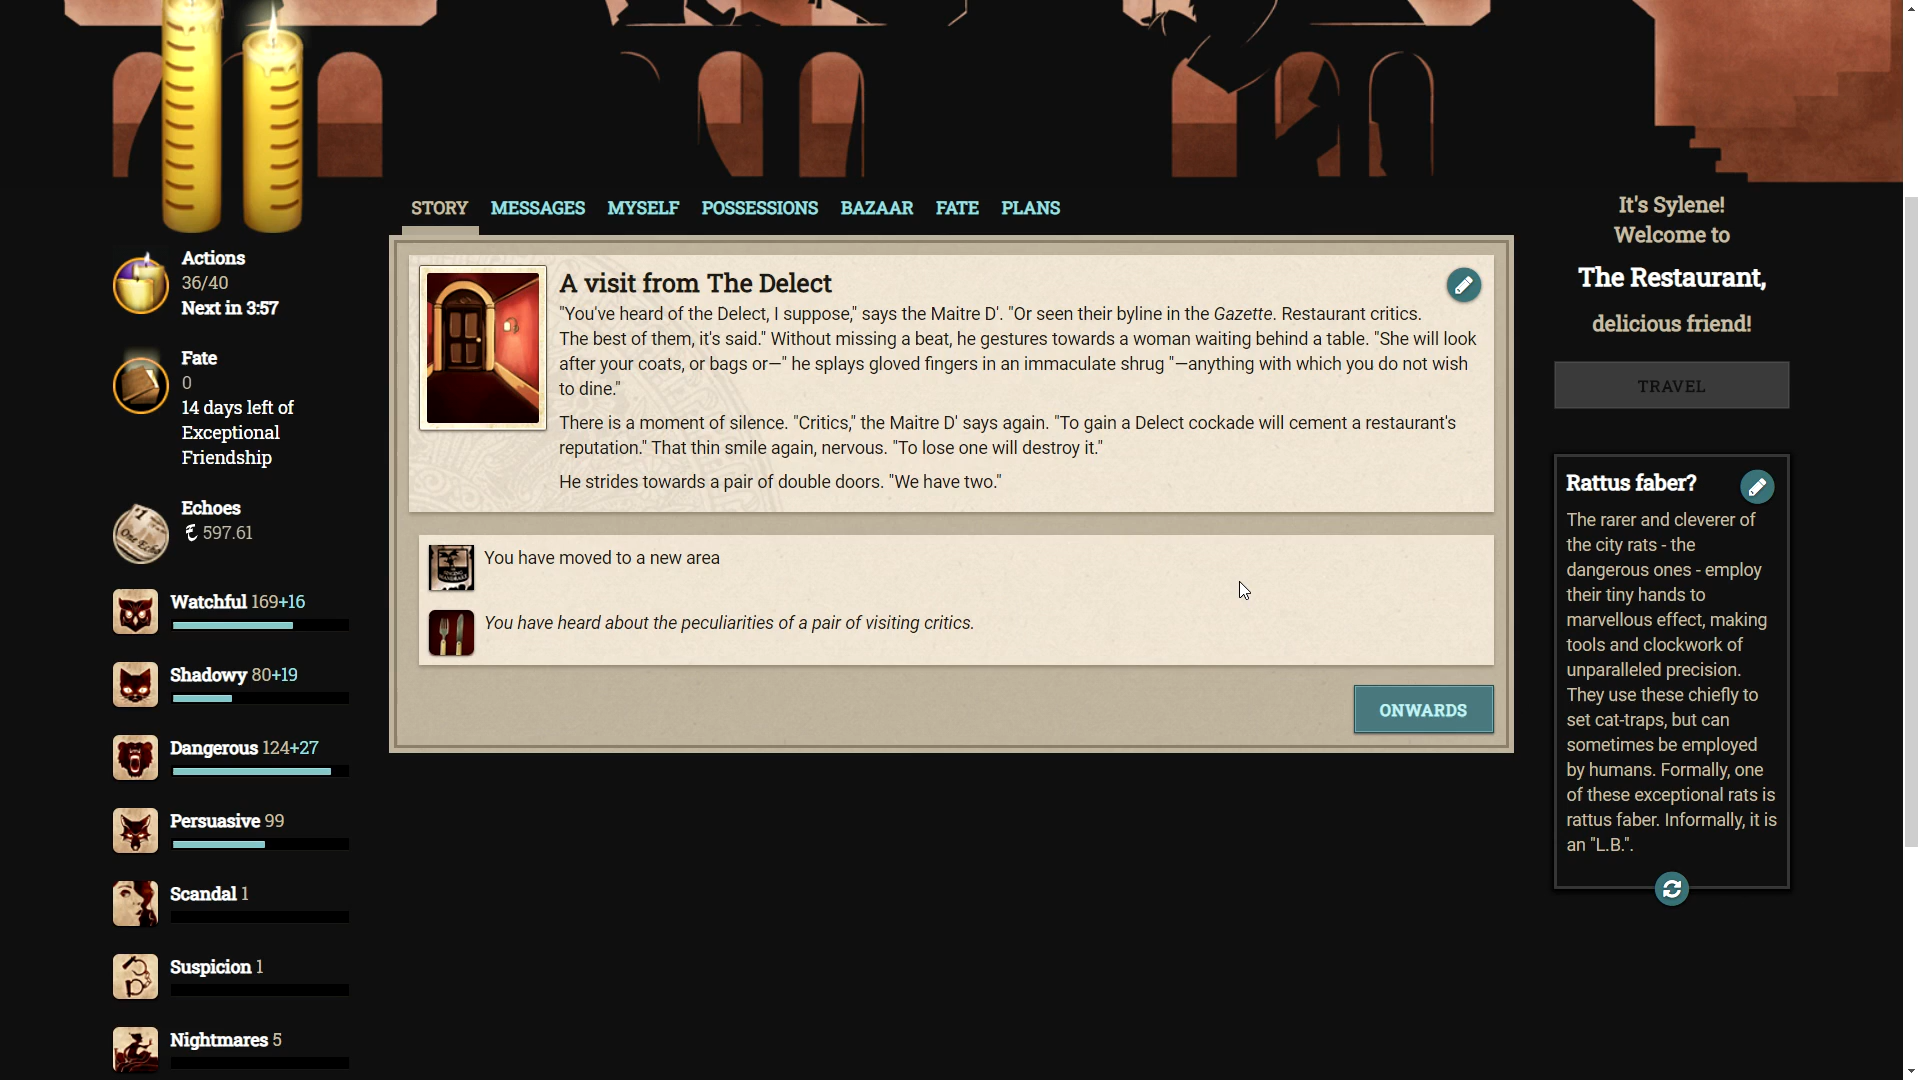 STORY MESSAGES MYSELF POSSESSIONS BAZAAR FATE PLANS
Actions
36/40
Next in 3:57
Fate
0
14 days left of
Exceptional
Friendship
Echoes
597.61
Watchful 169+16
Shadowy 80+19
Dangerous 124+27
Persuasive 99
Scandal 1
Suspicion 1
Nightmares 5
A visit from The Delect
"You've heard of the Delect, I suppose," says the Maitre D'. "Or seen their byline in the Gazette. Restaurant critics.
The best of them, it's said." Without missing a beat, he gestures towards a woman waiting behind a table. "She will look
after your coats, or bags or—" he splays gloved fingers in an immaculate shrug "—anything with which you do not wish
to dine."
There is a moment of silence. "Critics," the Maitre D' says again. "To gain a Delect cockade will cement a restaurant's
reputation." That thin smile again, nervous. "To lose one will destroy it."
He strides towards a pair of double doors. "We have two."
You have moved to a new area
You have heard about the peculiarities of a pair of visiting critics.
ONWARDS
It's Sylene!
Welcome to
The Restaurant,
delicious friend!
TRAVEL
Rattus faber?
The rarer and cleverer of
the city rats - the
dangerous ones - employ
their tiny hands to
marvellous effect, making
tools and clockwork of
unparalleled precision.
They use these chiefly to
set cat-traps, but can
sometimes be employed
by humans. Formally, one
of these exceptional rats is
rattus faber. Informally, it is
an "L.B.".